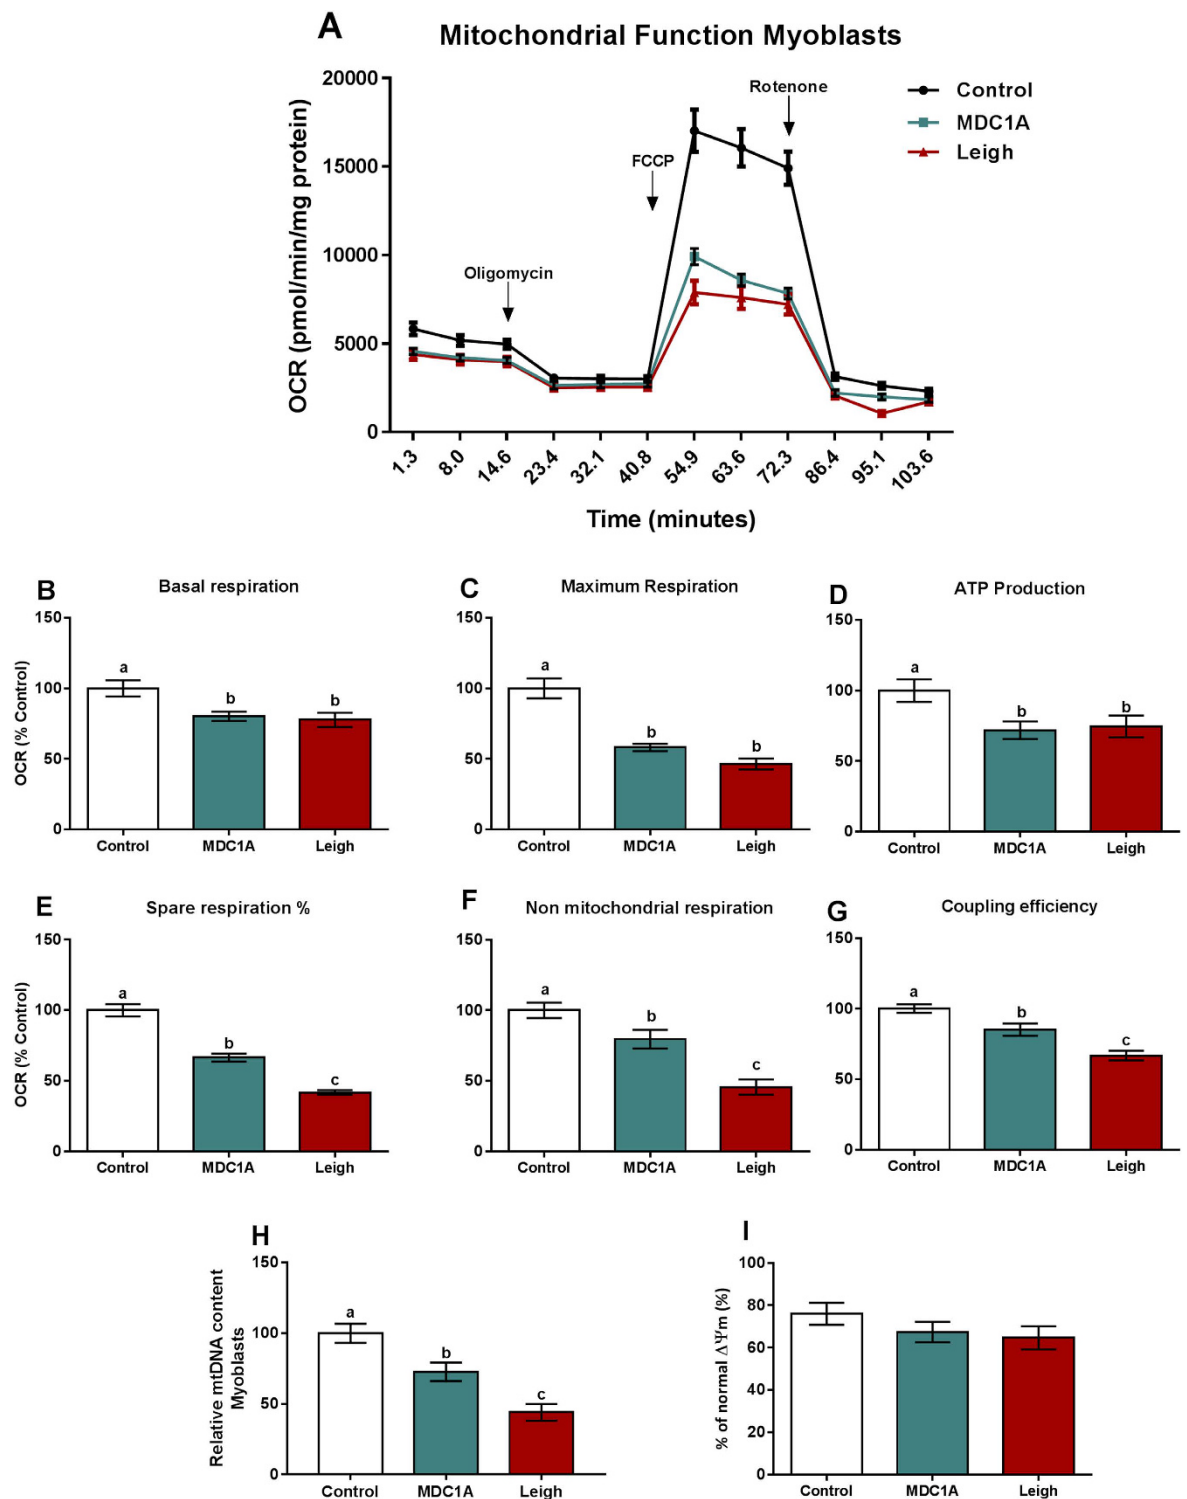 A
Mitochondrial Function Myoblasts
OCR (pmol/min/mg protein)
20000
15000
10000
5000
0
Oligomycin
FCCP
Rotenone
Control
MDC1A
Leigh
1.3
8.0
14.6
23.4
32.1
40.8
54.9
63.6
72.3
86.4
95.1
103.6
Time (minutes)
B
Basal respiration
OCR (% Control)
150
100
50
0
a
b
b
Control
MDC1A
Leigh
C
Maximum Respiration
150
100
50
0
a
b
b
Control
MDC1A
Leigh
D
ATP Production
150
100
50
0
a
b
b
Control
MDC1A
Leigh
E
Spare respiration %
OCR (% Control)
150
100
50
0
a
b
c
Control
MDC1A
Leigh
F
Non mitochondrial respiration
150
100
50
0
a
b
c
Control
MDC1A
Leigh
G
Coupling efficiency
150
100
50
0
a
b
c
Control
MDC1A
Leigh
H
Relative mtDNA content
Myoblasts
150
100
50
0
a
b
c
Control
MDC1A
Leigh
I
% of normal ΔΨm (%)
100
80
60
40
20
0
Control
MDC1A
Leigh